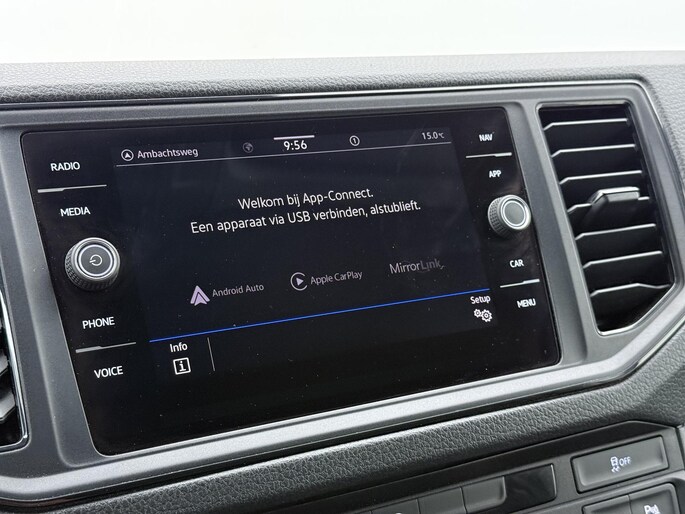 RADIO
MEDIA
PHONE
VOICE
Ambachtsweg 9:56 1 15.0°C
Welkom bij App-Connect.
Een apparaat via USB verbinden, alstublieft.
Android Auto Apple CarPlay MirrorLink
Setup
Info
i
NAV
APP
CAR
MENU
OFF